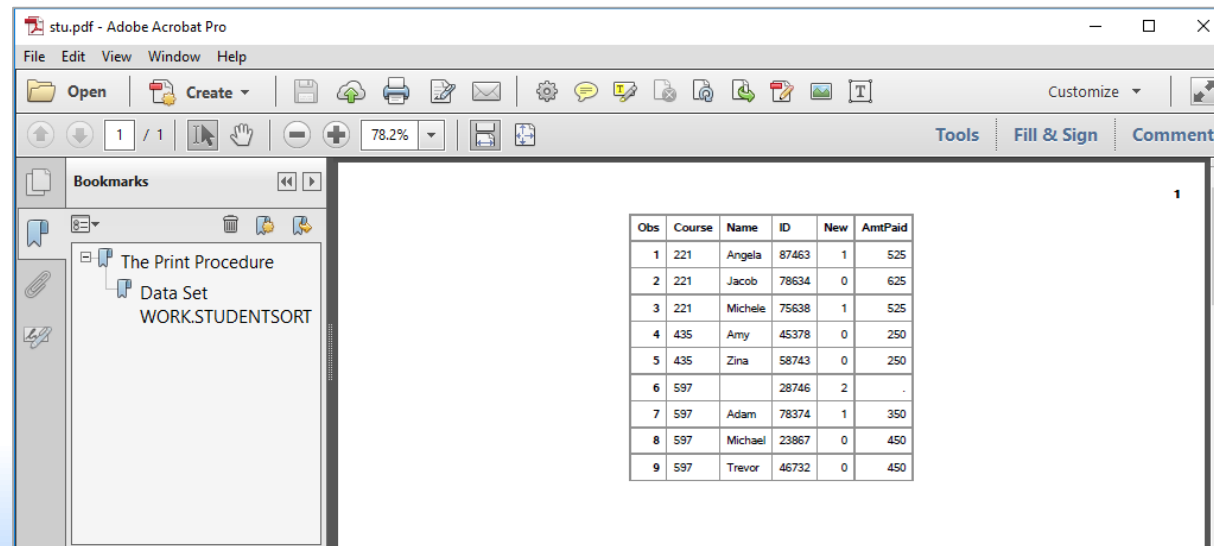 stu.pdf - Adobe Acrobat Pro
File Edit View Window Help
Open Create Customize
1 / 1 78.2% Tools Fill & Sign Comment
Bookmarks
The Print Procedure
Data Set
WORK.STUDENTSORT
1
Obs Course Name ID New AmtPaid
1 221 Angela 87463 1 525
2 221 Jacob 78634 0 625
3 221 Michele 75638 1 525
4 435 Amy 45378 0 250
5 435 Zina 58743 0 250
6 597 28746 2 .
7 597 Adam 78374 1 350
8 597 Michael 23867 0 450
9 597 Trevor 46732 0 450